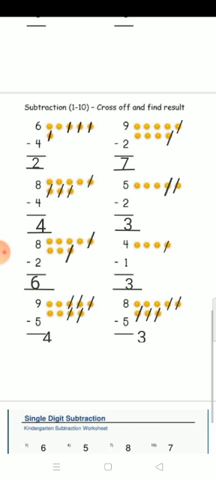 Subtraction (1-10) – Cross off and find result
6 9
- 4 - 2
2 7
8 5
- 4 - 2
4 3
8 4
- 2 - 1
6 3
9 8
- 5 - 5
4 3
Single Digit Subtraction
Kindergarten Subtraction Worksheet
6 5 8 7